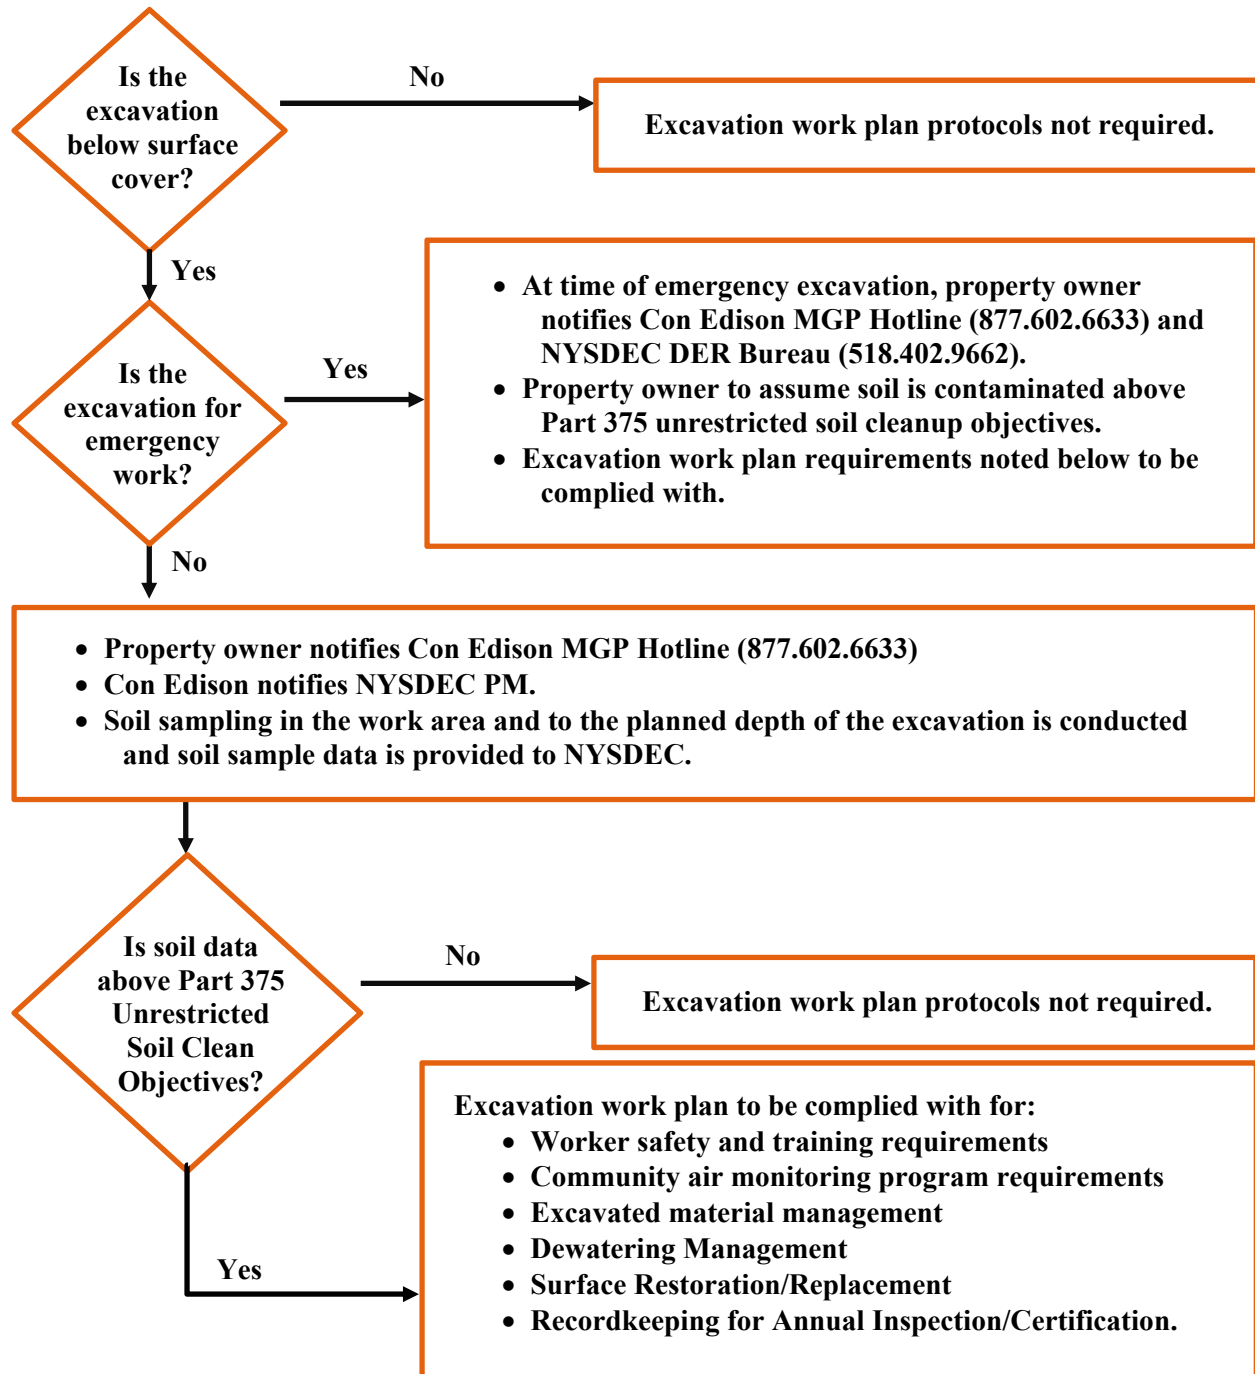 Is the
excavation
below surface
cover?
No
Excavation work plan protocols not required.
Yes
Is the
excavation for
emergency
work?
Yes
• At time of emergency excavation, property owner
notifies Con Edison MGP Hotline (877.602.6633) and
NYSDEC DER Bureau (518.402.9662).
• Property owner to assume soil is contaminated above
Part 375 unrestricted soil cleanup objectives.
• Excavation work plan requirements noted below to be
complied with.
No
• Property owner notifies Con Edison MGP Hotline (877.602.6633)
• Con Edison notifies NYSDEC PM.
• Soil sampling in the work area and to the planned depth of the excavation is conducted
and soil sample data is provided to NYSDEC.
Is soil data
above Part 375
Unrestricted
Soil Clean
Objectives?
No
Excavation work plan protocols not required.
Yes
Excavation work plan to be complied with for:
• Worker safety and training requirements
• Community air monitoring program requirements
• Excavated material management
• Dewatering Management
• Surface Restoration/Replacement
• Recordkeeping for Annual Inspection/Certification.